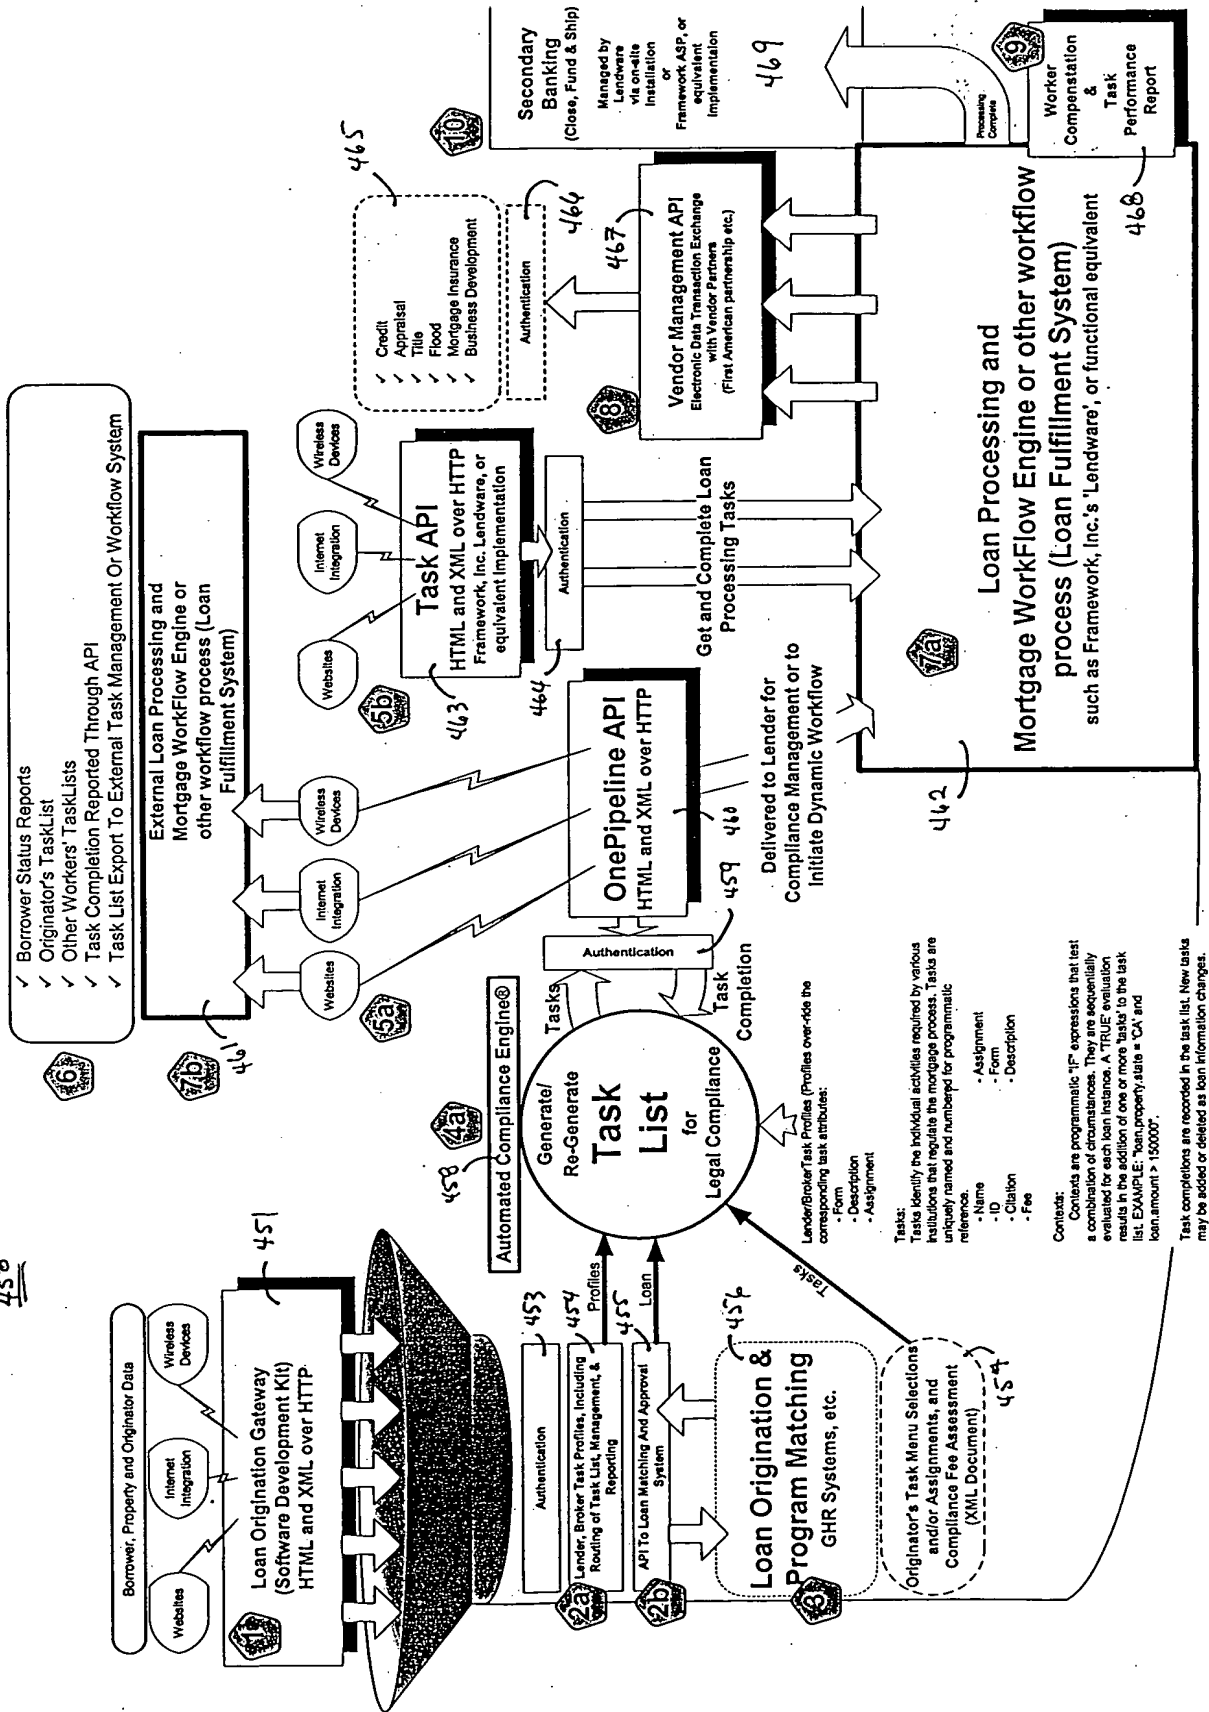 450
Borrower, Property and Originator Data
Websites
Internet
Integration
Wireless
Devices
1
Loan Origination Gateway
(Software Development Kit)
HTML and XML over HTTP
451
Authentication
453
2a
Lender, Broker Task Profiles, Including
Routing of Task List, Management, &
Reporting
454
Profiles
2b
API To Loan Matching And Approval
System
455
Loan
3
Loan Origination &
Program Matching
GHR Systems, etc.
456
Originator's Task Menu Selections
and/or Assignments, and
Compliance Fee Assessment
(XML Document)
Tasks
458
4a
Automated Compliance Engine®
Generate/
Re-Generate
Task
List
for
Legal Compliance
Tasks
Task
Completion
Authentication
459
Lender/BrokerTask Profiles (Profiles over-ride the
corresponding task attributes:
- Form
- Description
- Assignment
Tasks:
Tasks identify the individual activities required by various
institutions that regulate the mortgage process. Tasks are
uniquely named and numbered for programmatic
reference.
- Name
- ID
- Citation
- Fee
- Assignment
- Form
- Description
Contexts:
Contexts are programmatic "IF" expressions that test
a combination of circumstances. They are sequentially
evaluated for each loan instance. A 'TRUE' evaluation
results in the addition of one or more 'tasks' to the task
list. EXAMPLE: "loan.property.state = 'CA' and
loan.amount > 150000".
Task completions are recorded in the task list. New tasks
may be added or deleted as loan information changes.
6
✓ Borrower Status Reports
✓ Originator's TaskList
✓ Other Workers' TaskLists
✓ Task Completion Reported Through API
✓ Task List Export To External Task Management Or Workflow System
7b
461
External Loan Processing and
Mortgage WorkFlow Engine or
other workflow process (Loan
Fulfillment System)
5a
Websites
Internet
Integration
Wireless
Devices
OnePipeline API
HTML and XML over HTTP
460
Delivered to Lender for
Compliance Management or to
Initiate Dynamic Workflow
5b
Websites
Internet
Integration
Wireless
Devices
463
Task API
HTML and XML over HTTP
Framework, Inc. Lendware, or
equivalent Implementation
464
Authentication
Get and Complete Loan
Processing Tasks
465
✓ Credit
✓ Appraisal
✓ Title
✓ Flood
✓ Mortgage Insurance
✓ Business Development
Authentication
466
8
467
Vendor Management API
Electronic Data Transaction Exchange
with Vendor Partners
(First American partnership etc.)
10
Secondary
Banking
(Close, Fund & Ship)
Managed by
Lendware
via on-site
Installation
or
Framework ASP, or
equivalent
Implementaion
469
462
7a
Loan Processing and
Mortgage WorkFlow Engine or other workflow
process (Loan Fulfillment System)
such as Framework, Inc.'s 'Lendware', or functional equivalent
Processing
Complete
9
Worker
Compenstation
&
Task
Performance
Report
468